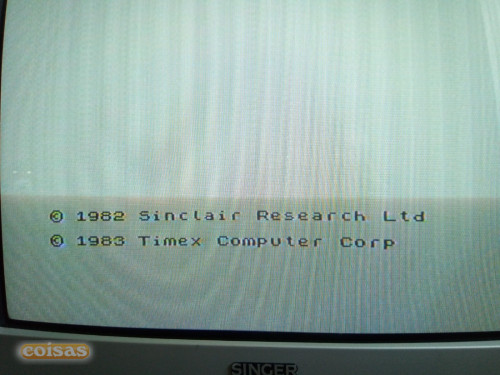 © 1982 Sinclair Research Ltd
© 1983 Timex Computer Corp
coisas
SINGER